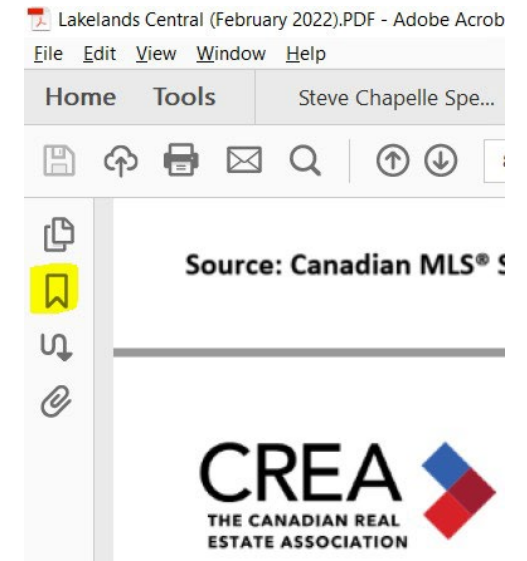 Lakelands Central (February 2022).PDF - Adobe Acrob
File Edit View Window Help
Home Tools Steve Chapelle Spe...
Source: Canadian MLS® S
CREA
THE CANADIAN REAL
ESTATE ASSOCIATION